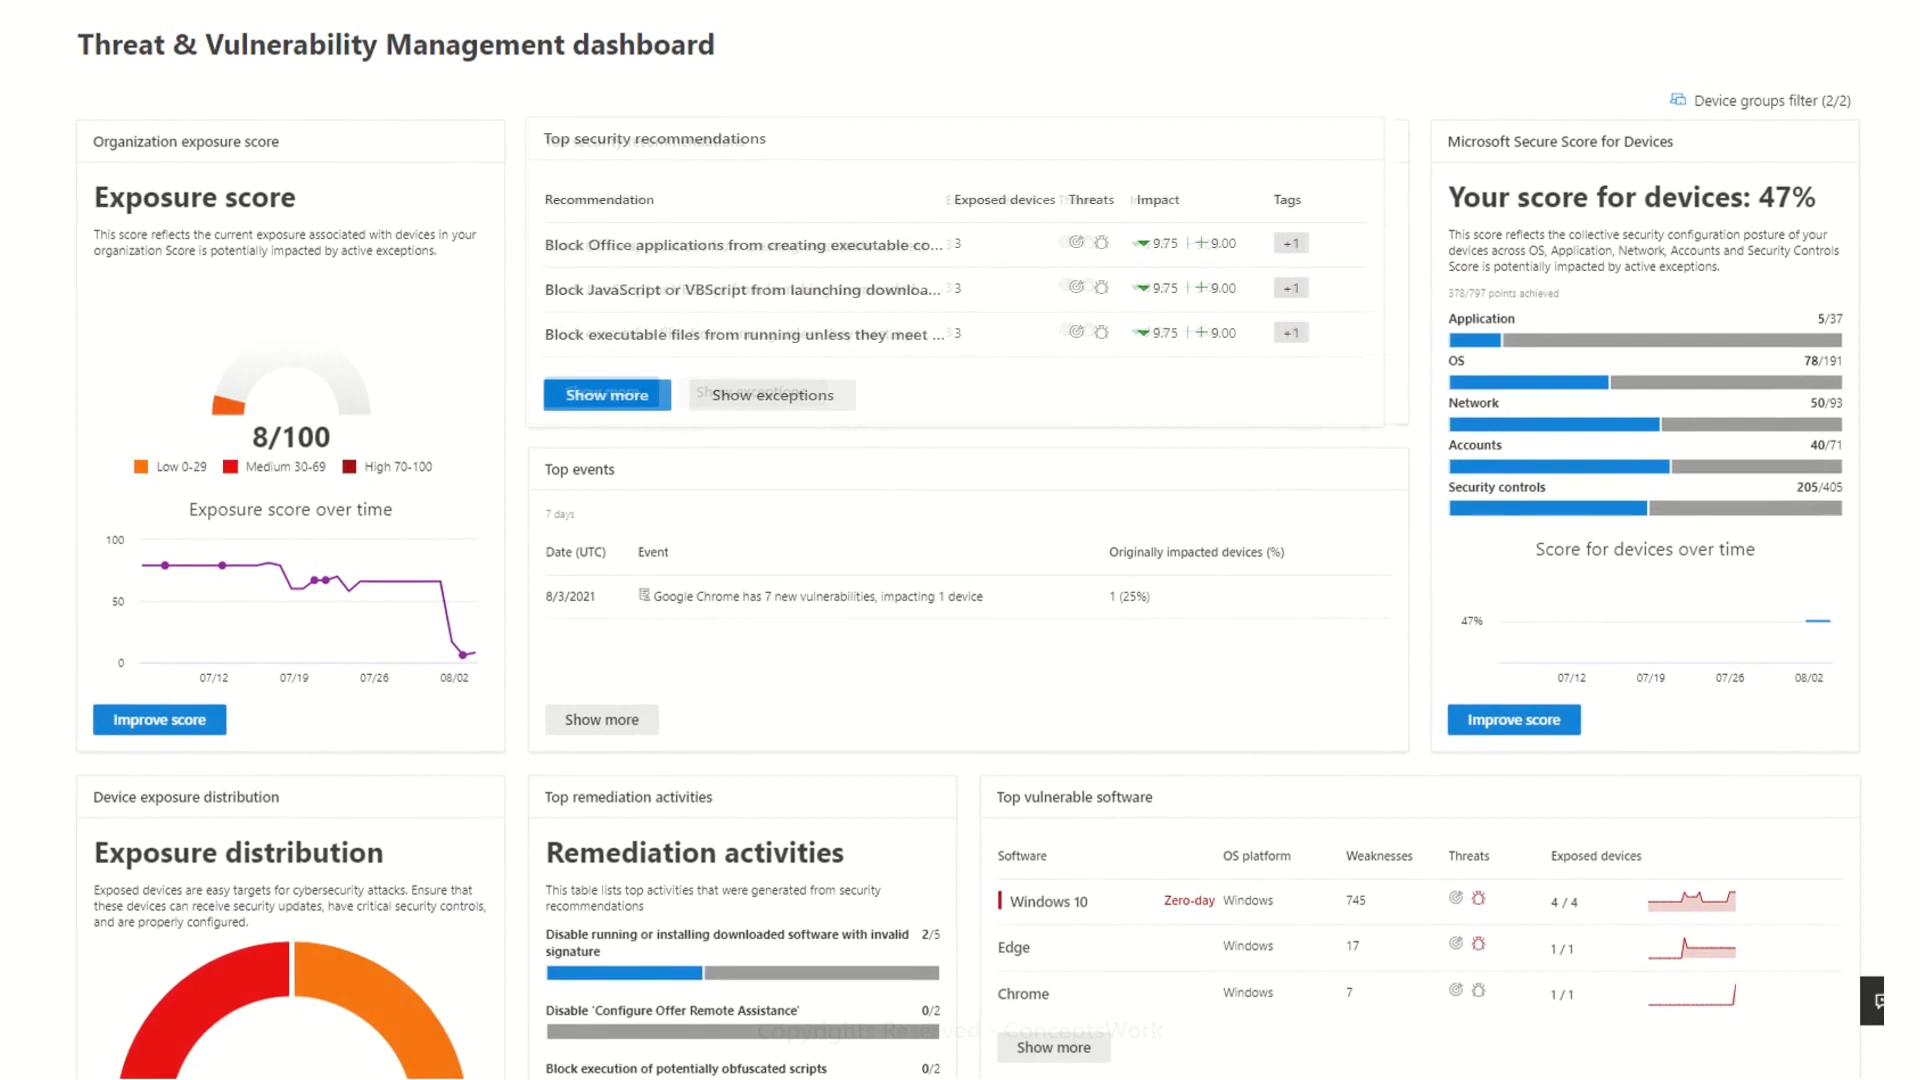 Threat & Vulnerability Management dashboard
Device groups filter (2/2)
Organization exposure score
Exposure score
This score reflects the current exposure associated with devices in your
organization Score is potentially impacted by active exceptions.
8/100
Low 0-29 Medium 30-69 High 70-100
Exposure score over time
100
50
0
07/12 07/19 07/26 08/02
Improve score
Top security recommendations
Recommendation Exposed devices Threats Impact Tags
Block Office applications from creating executable co... 3 9.75 | +9.00 +1
Block JavaScript or VBScript from launching downloa... 3 9.75 | +9.00 +1
Block executable files from running unless they meet ... 3 9.75 | +9.00 +1
Show more Show exceptions
Top events
7 days
Date (UTC) Event Originally impacted devices (%)
8/3/2021 Google Chrome has 7 new vulnerabilities, impacting 1 device 1 (25%)
Show more
Microsoft Secure Score for Devices
Your score for devices: 47%
This score reflects the collective security configuration posture of your
devices across OS, Application, Network, Accounts and Security Controls
Score is potentially impacted by active exceptions.
378/797 points achieved
Application 5/37
OS 78/191
Network 50/93
Accounts 40/71
Security controls 205/405
Score for devices over time
47%
07/12 07/19 07/26 08/02
Improve score
Device exposure distribution
Exposure distribution
Exposed devices are easy targets for cybersecurity attacks. Ensure that
these devices can receive security updates, have critical security controls,
and are properly configured.
Top remediation activities
Remediation activities
This table lists top activities that were generated from security
recommendations
Disable running or installing downloaded software with invalid 2/5
signature
Disable 'Configure Offer Remote Assistance' 0/2
Block execution of potentially obfuscated scripts 0/2
Top vulnerable software
Software OS platform Weaknesses Threats Exposed devices
Windows 10 Zero-day Windows 745 4 / 4
Edge Windows 17 1 / 1
Chrome Windows 7 1 / 1
Show more
Copyrights Reserved - ConceptsWork